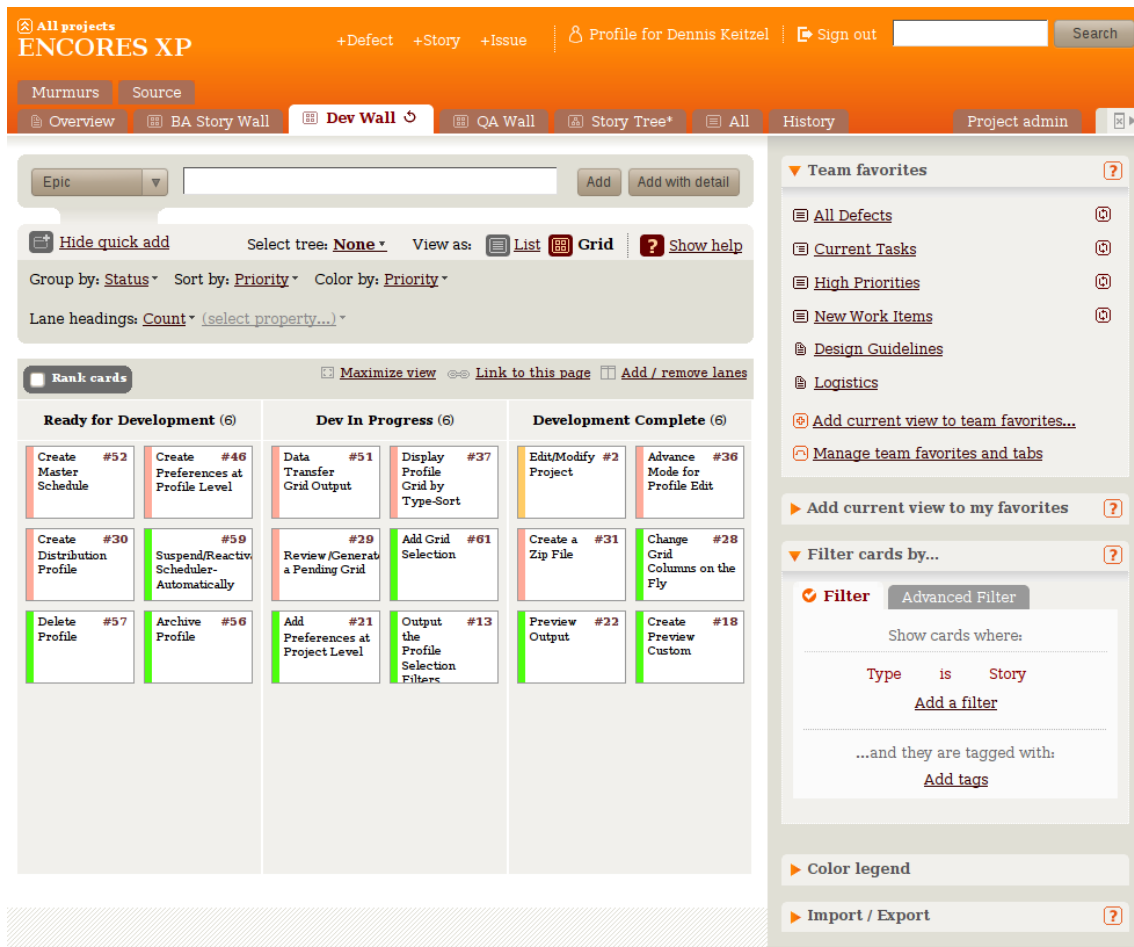 All projects
ENCORES XP
+Defect +Story +Issue Profile for Dennis Keitzel Sign out Search
Murmurs Source
Overview BA Story Wall Dev Wall QA Wall Story Tree* All History Project admin
Epic Add Add with detail
Hide quick add Select tree: None View as: List Grid ? Show help
Group by: Status Sort by: Priority Color by: Priority
Lane headings: Count (select property...)
Rank cards Maximize view Link to this page Add / remove lanes
Ready for Development (6) Dev In Progress (6) Development Complete (6)
Create #52
Master
Schedule
Create #46
Preferences at
Profile Level
Data #51
Transfer
Grid Output
Display #37
Profile
Grid by
Type-Sort
Edit/Modify #2
Project
Advance #36
Mode for
Profile Edit
Create #30
Distribution
Profile
#59
Suspend/Reactiv
Scheduler-
Automatically
#29
Review/Generat
a Pending Grid
Add Grid #61
Selection
Create a #31
Zip File
Change #28
Grid
Columns on the
Fly
Delete #57
Profile
Archive #56
Profile
Add #21
Preferences at
Project Level
Output #13
the
Profile
Selection
Filters
Preview #22
Output
Create #18
Preview
Custom
Team favorites ?
All Defects
Current Tasks
High Priorities
New Work Items
Design Guidelines
Logistics
Add current view to team favorites...
Manage team favorites and tabs
Add current view to my favorites ?
Filter cards by... ?
Filter Advanced Filter
Show cards where:
Type is Story
Add a filter
...and they are tagged with:
Add tags
Color legend
Import / Export ?